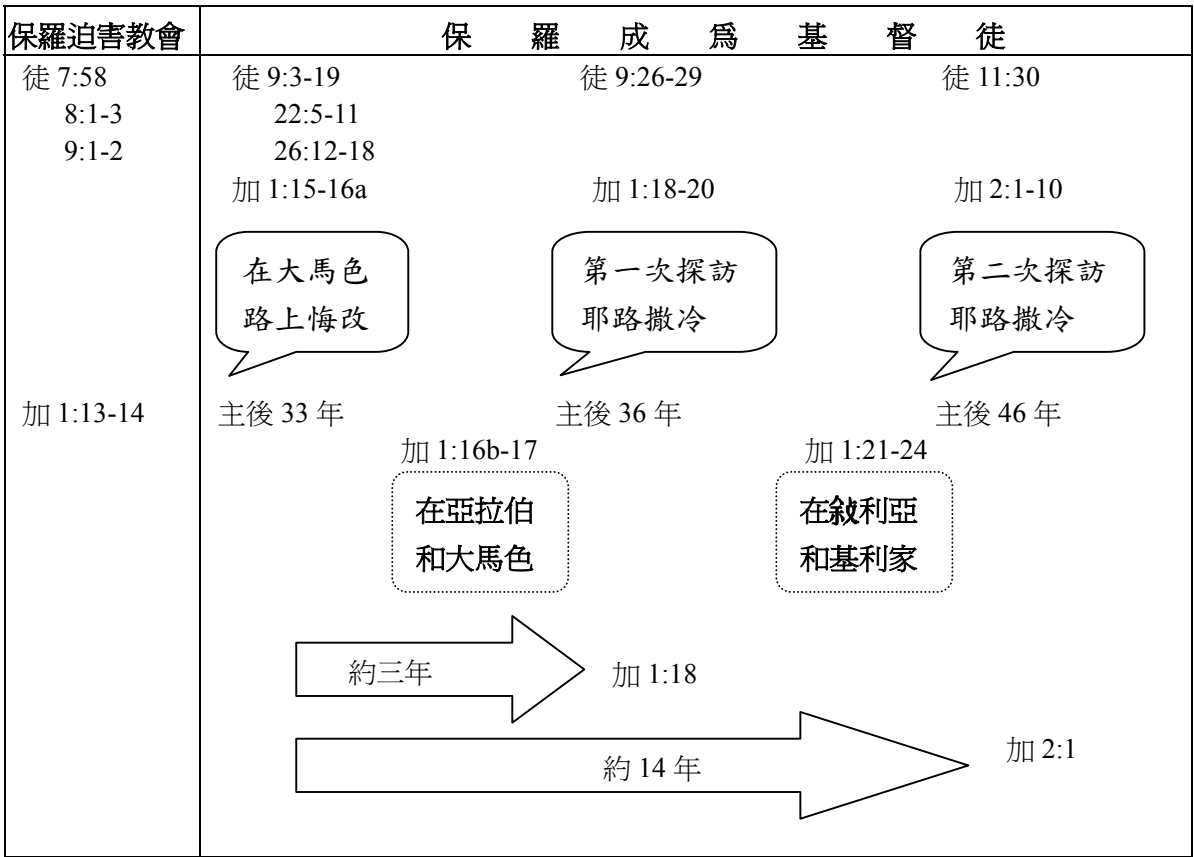 保羅迫害教會 保羅成爲基督徒
徒 7:58 徒 9:3-19 徒 9:26-29 徒 11:30
8:1-3 22:5-11
9:1-2 26:12-18
加 1:15-16a 加 1:18-20 加 2:1-10
在大馬色 第一次探訪 第二次探訪
路上悔改 耶路撒冷 耶路撒冷
加 1:13-14 主後 33 年 主後 36 年 主後 46 年
加 1:16b-17 加 1:21-24
在亞拉伯 在敍利亞
和大馬色 和基利家
約三年 加 1:18
約 14 年 加 2:1